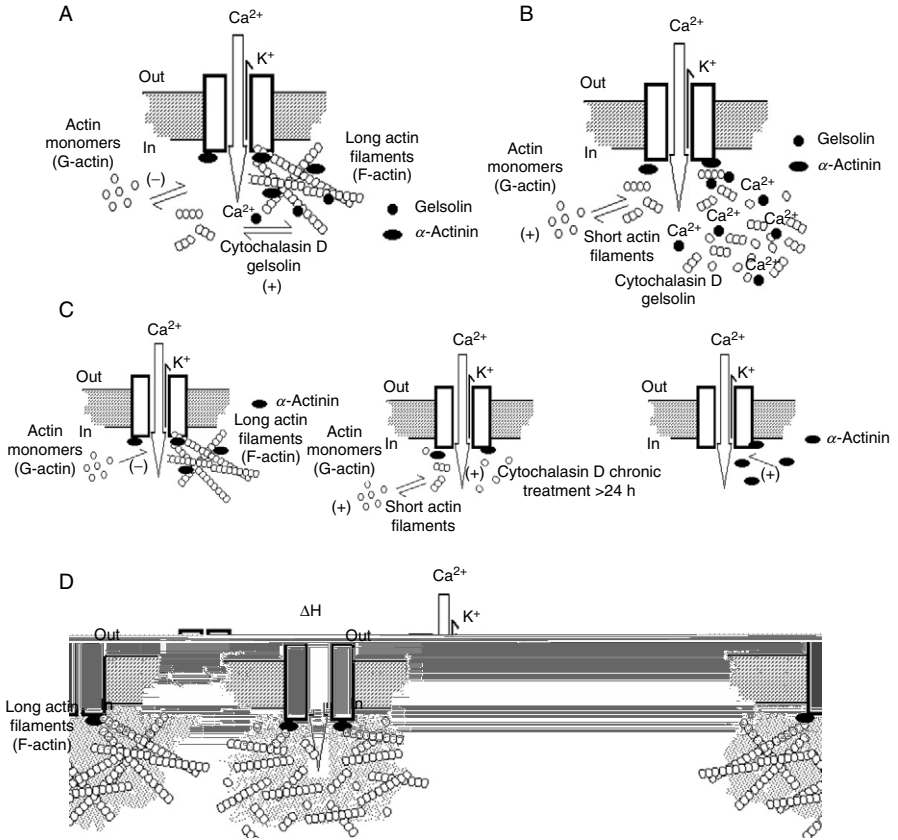 A
Ca2+
K+
Out
In
Actin
monomers
(G-actin)
(–)
Long actin
filaments
(F-actin)
Gelsolin
α-Actinin
Ca2+
Cytochalasin D
gelsolin
(+)
B
Ca2+
K+
Out
In
Actin
monomers
(G-actin)
(+)
Short actin
filaments
Cytochalasin D
gelsolin
Gelsolin
α-Actinin
Ca2+
Ca2+
Ca2+
Ca2+
Ca2+
C
Ca2+
K+
Out
In
α-Actinin
Long actin
filaments
(F-actin)
Actin
monomers
(G-actin)
(–)
Ca2+
K+
Out
In
Actin
monomers
(G-actin)
(+)
(+)
Short actin
filaments
Cytochalasin D chronic
treatment >24 h
Ca2+
K+
Out
In
α-Actinin
(+)
D
Ca2+
K+
ΔH
Out
Out
In
In
Long actin
filaments
(F-actin)